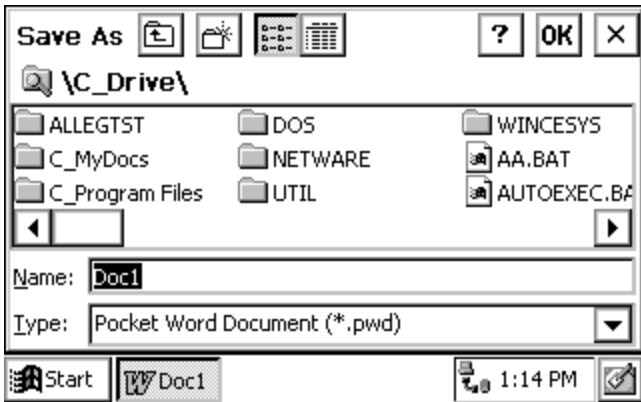 Save As ? OK ×
\C_Drive\
ALLEGTST DOS WINCESYS
C_MyDocs NETWARE AA.BAT
C_Program Files UTIL AUTOEXEC.BA
Name: Doc1
Type: Pocket Word Document (*.pwd)
Start Doc1 1:14 PM